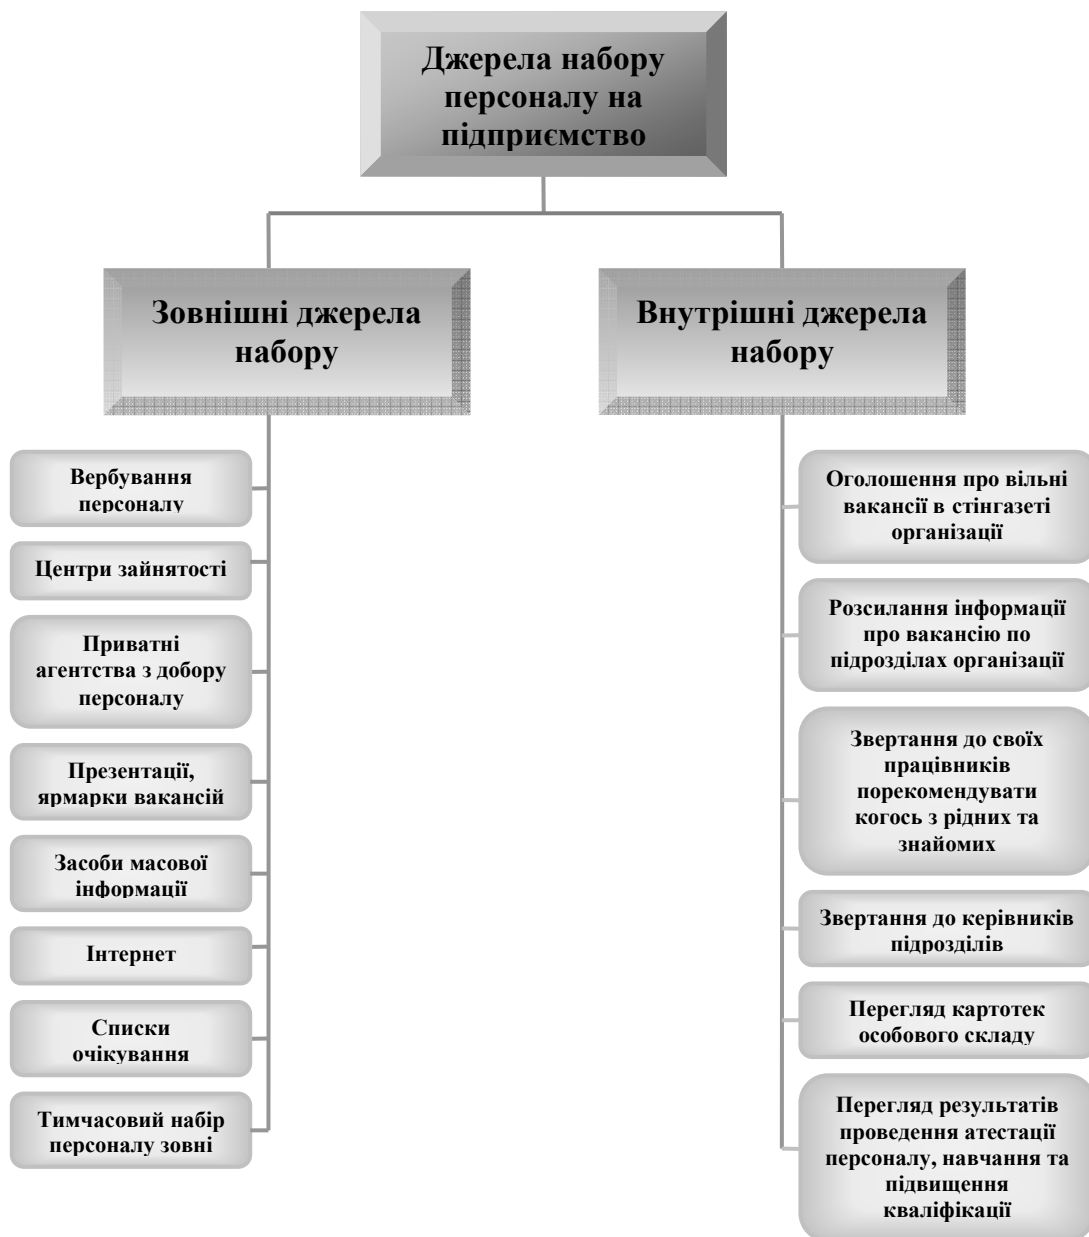 Джерела набору
персоналу на
підприємство
Зовнішні джерела
набору
Вербування
персоналу
Центри зайнятості
Приватні
агентства з добору
персоналу
Презентації,
ярмарки вакансій
Засоби масової
інформації
Інтернет
Списки
очікування
Тимчасовий набір
персоналу зовні
Внутрішні джерела
набору
Оголошення про вільні
вакансії в стінгазеті
організації
Розсилання інформації
про вакансію по
підрозділах організації
Звертання до своїх
працівників
порекомендувати
когось з рідних та
знайомих
Звертання до керівників
підрозділів
Перегляд картотек
особового складу
Перегляд результатів
проведення атестації
персоналу, навчання та
підвищення
кваліфікації